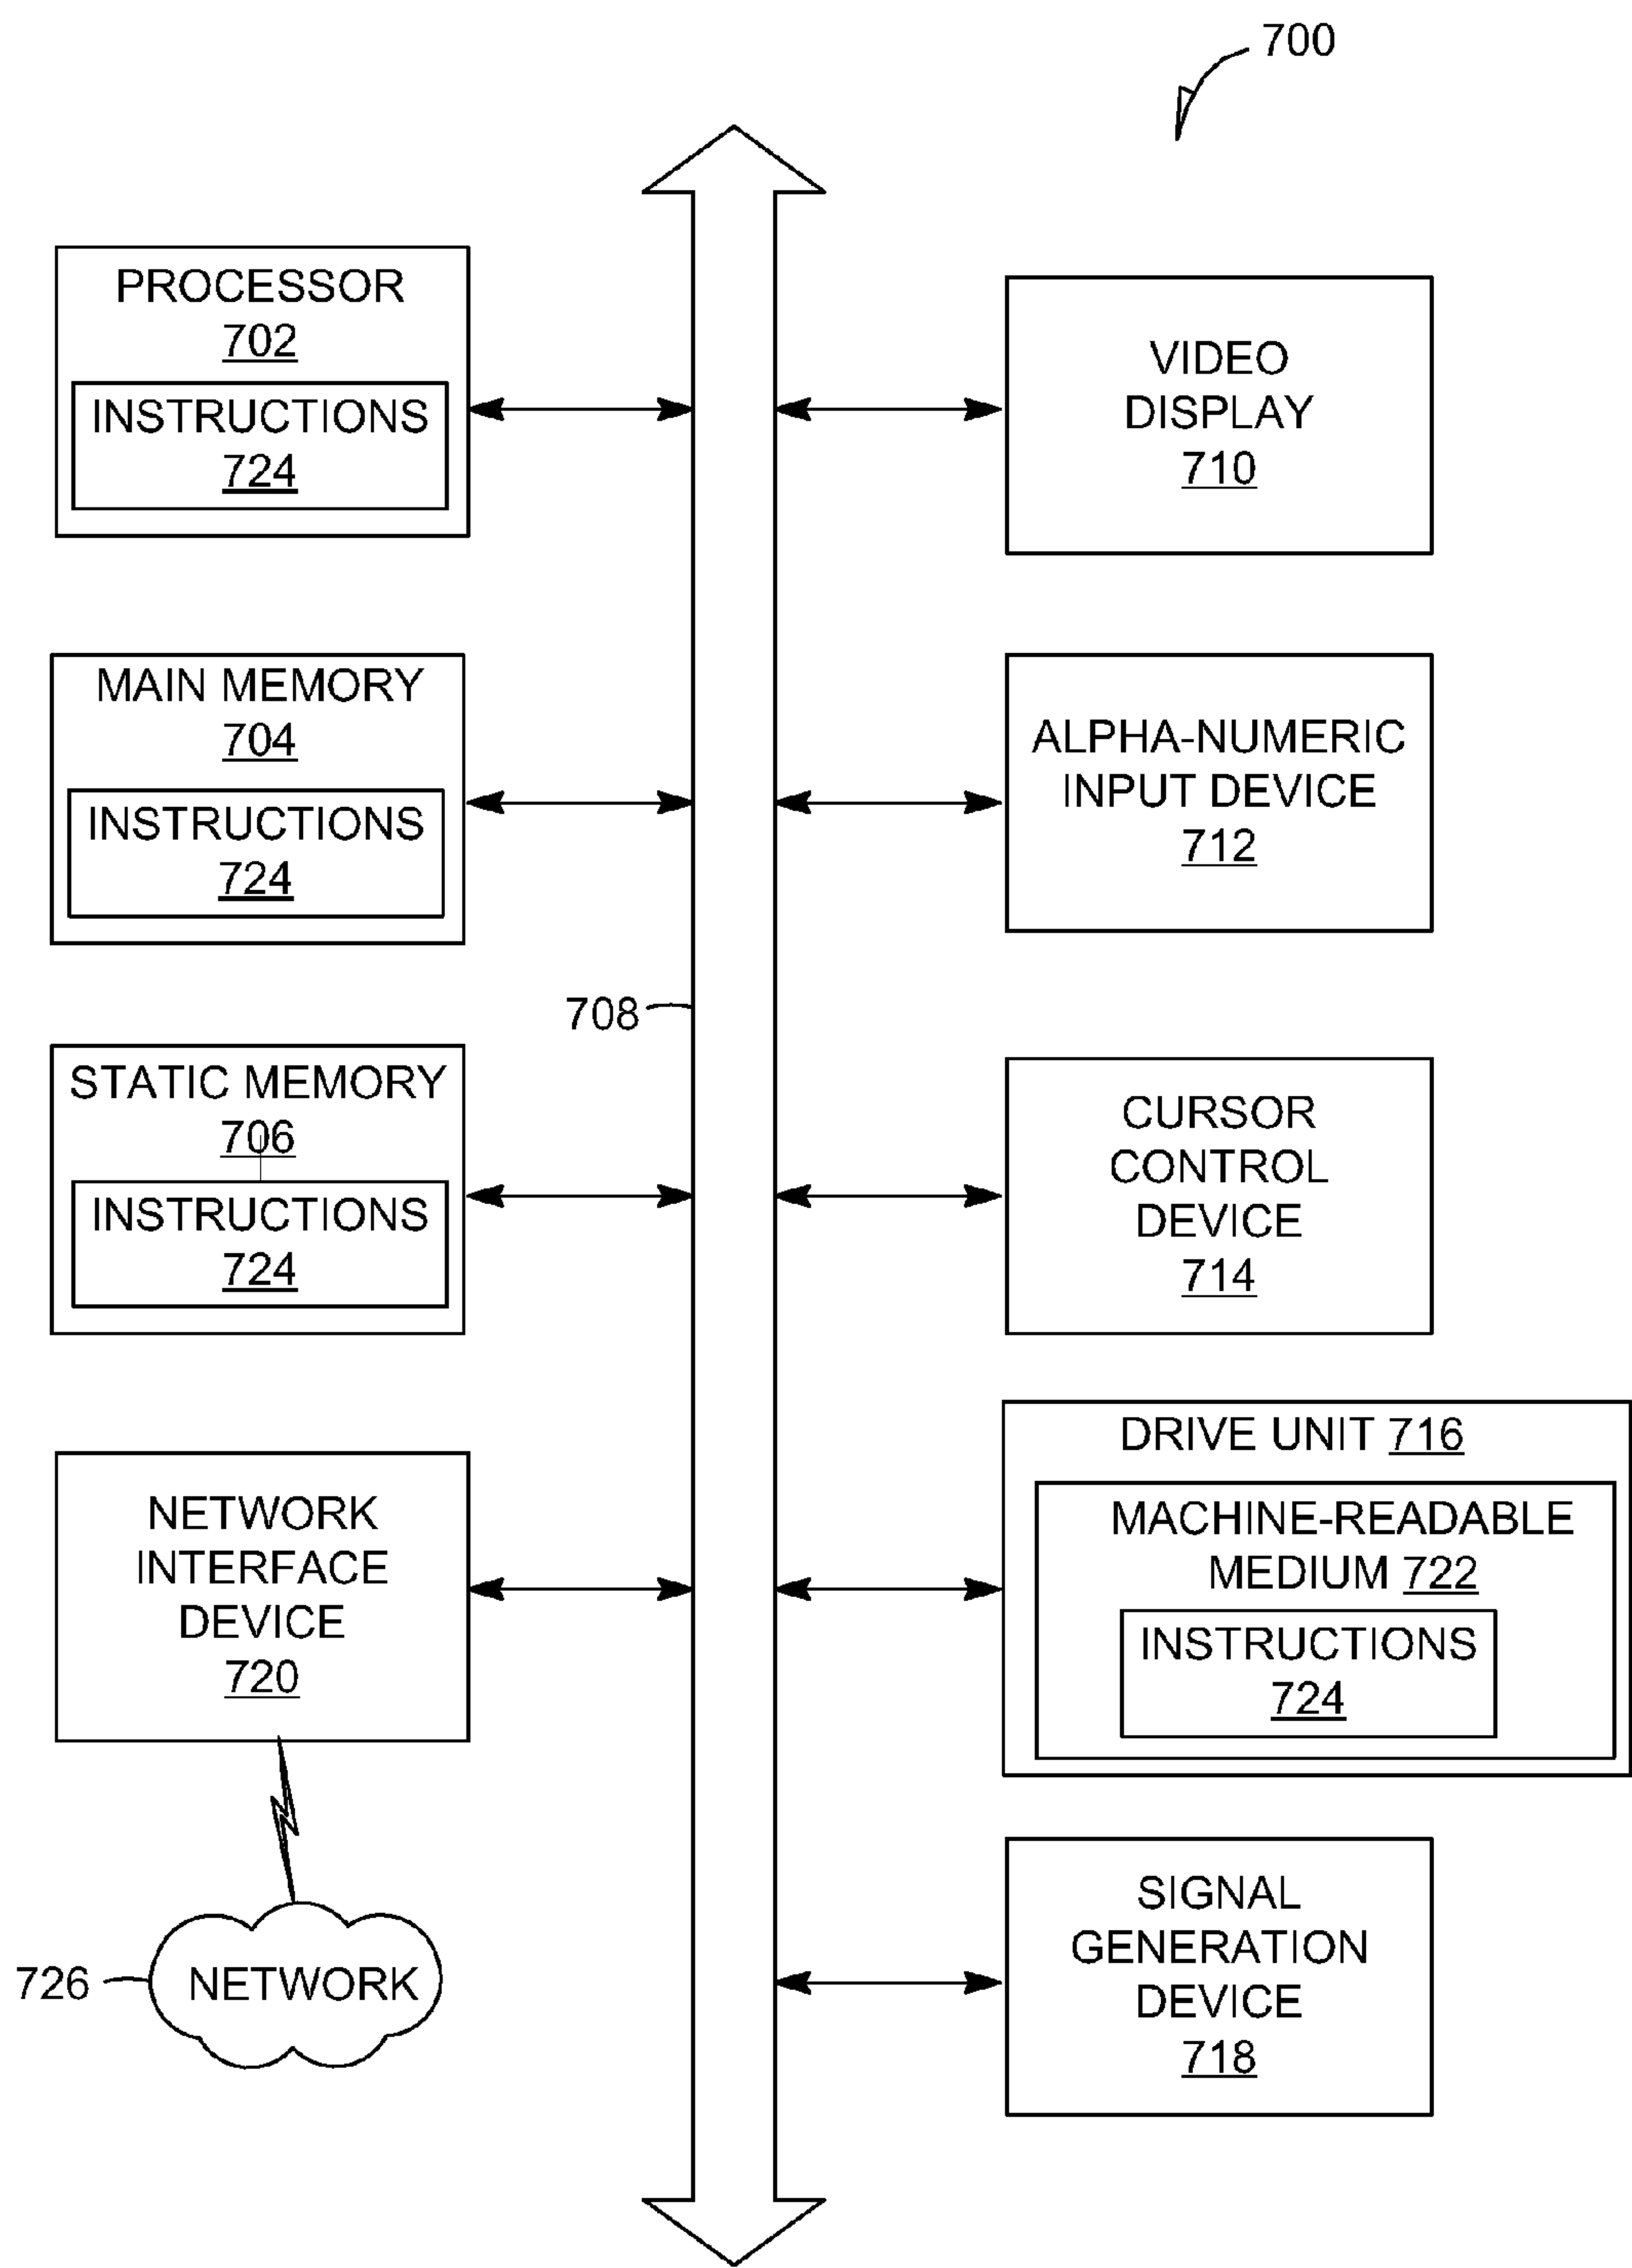 700
PROCESSOR
702
INSTRUCTIONS
724
VIDEO
DISPLAY
710
MAIN MEMORY
704
INSTRUCTIONS
724
ALPHA-NUMERIC
INPUT DEVICE
712
708
STATIC MEMORY
706
INSTRUCTIONS
724
CURSOR
CONTROL
DEVICE
714
NETWORK
INTERFACE
DEVICE
720
DRIVE UNIT 716
MACHINE-READABLE
MEDIUM 722
INSTRUCTIONS
724
726
NETWORK
SIGNAL
GENERATION
DEVICE
718